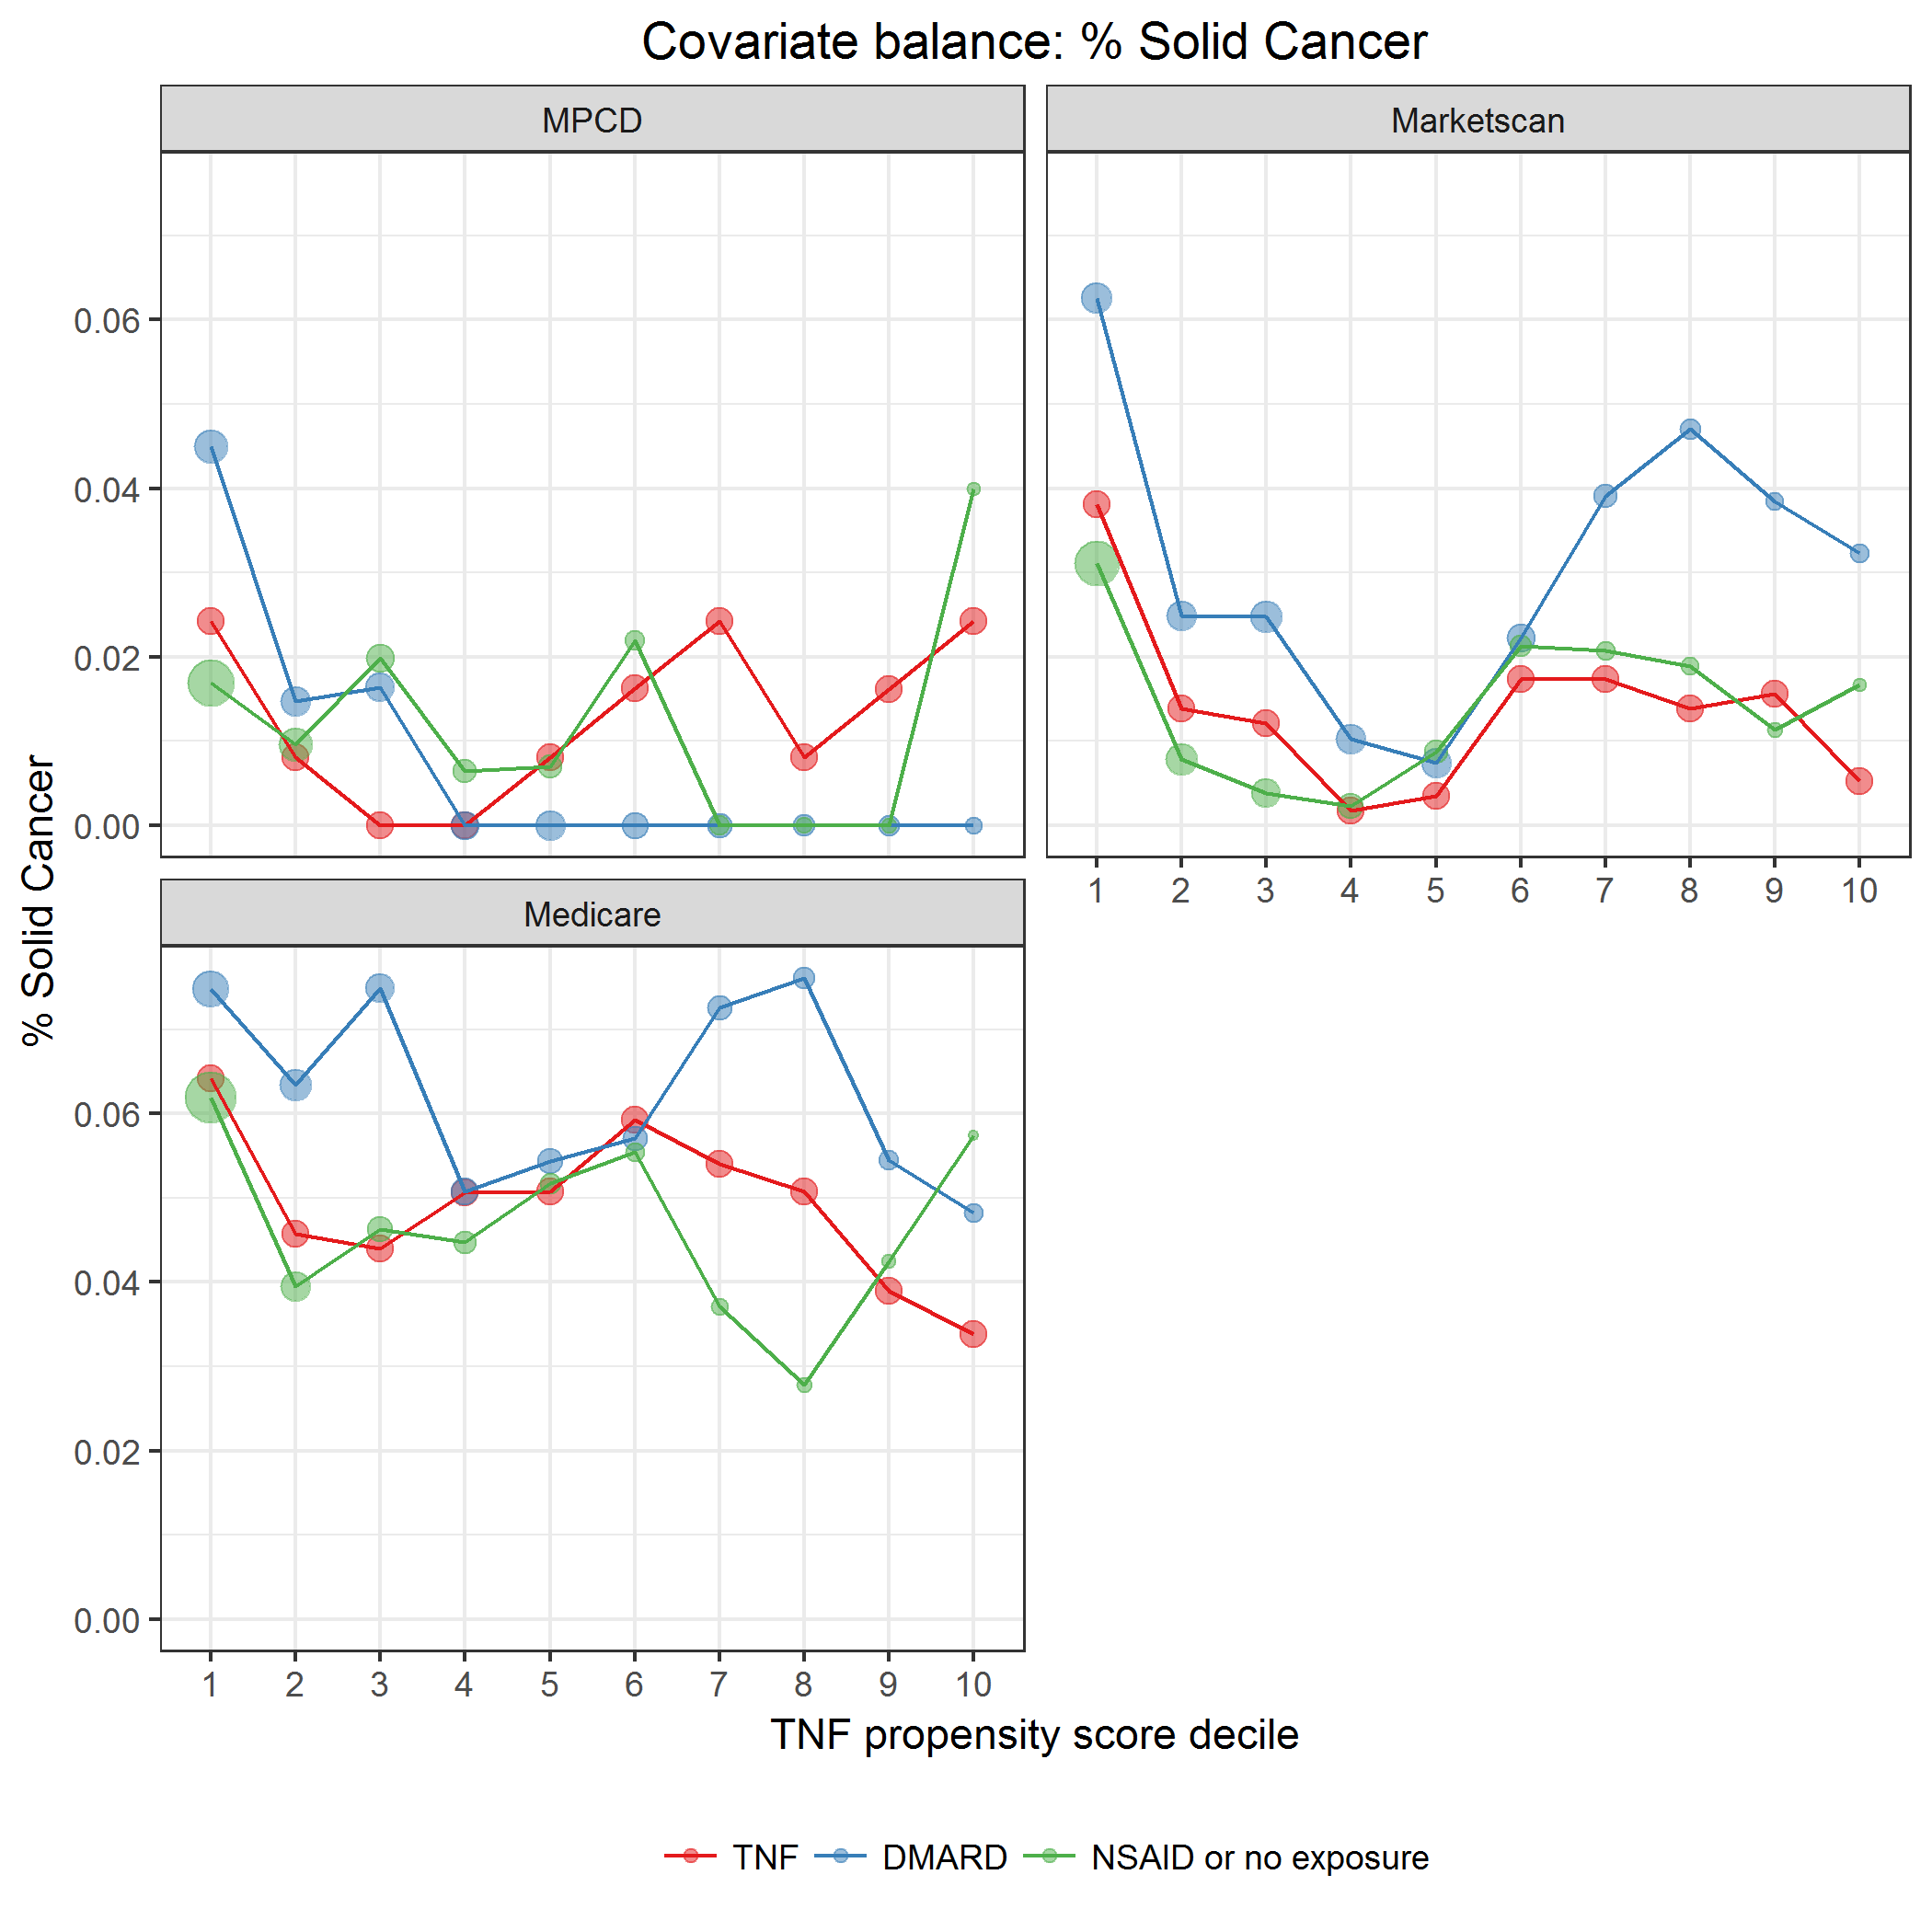 Covariate balance: % Solid Cancer
MPCD
Marketscan
0.06
0.04
0.02
0.00
1 2 3 4 5 6 7 8 9 10
Medicare
0.06
0.04
0.02
0.00
1 2 3 4 5 6 7 8 9 10
% Solid Cancer
TNF propensity score decile
TNF DMARD NSAID or no exposure